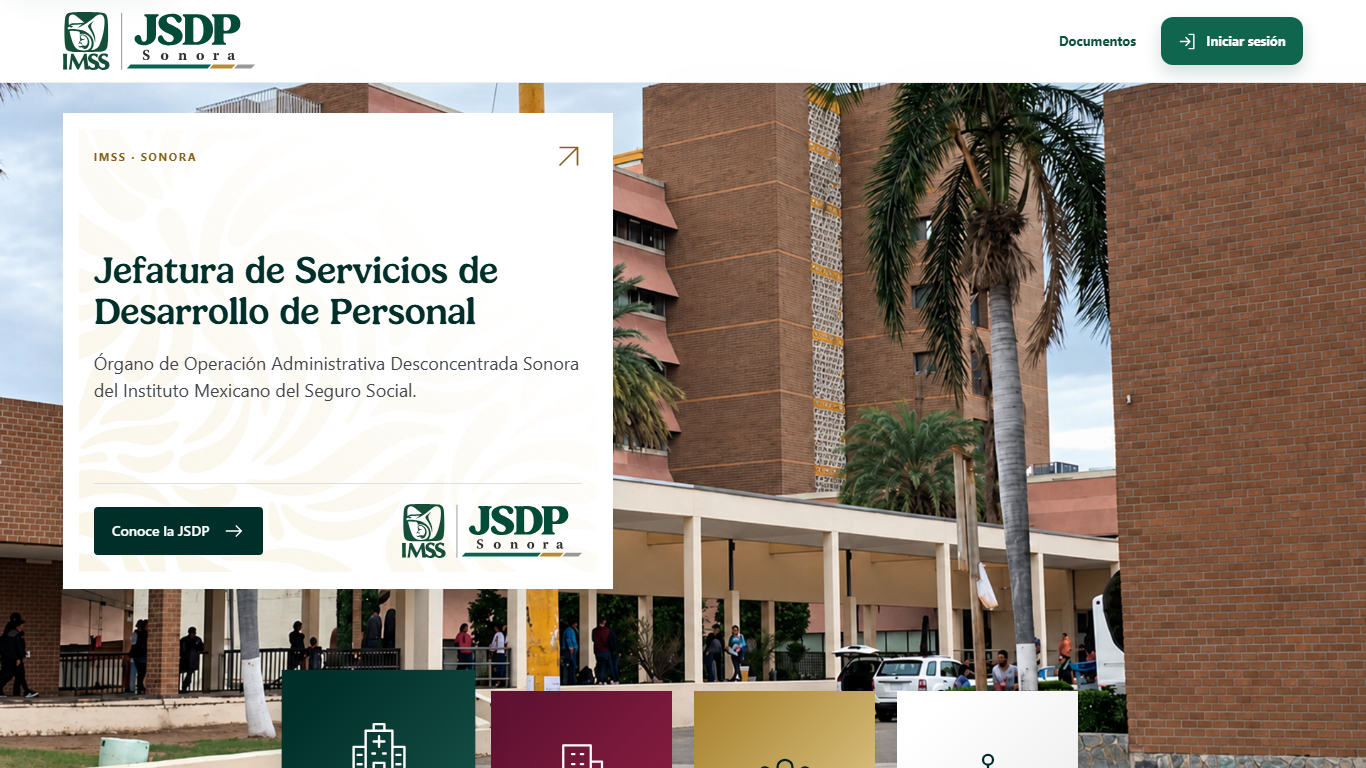 IMSS
JSDP
Sonora
Documentos
Iniciar sesión
IMSS · SONORA
Jefatura de Servicios de
Desarrollo de Personal
Órgano de Operación Administrativa Desconcentrada Sonora
del Instituto Mexicano del Seguro Social.
Conoce la JSDP
IMSS
JSDP
Sonora